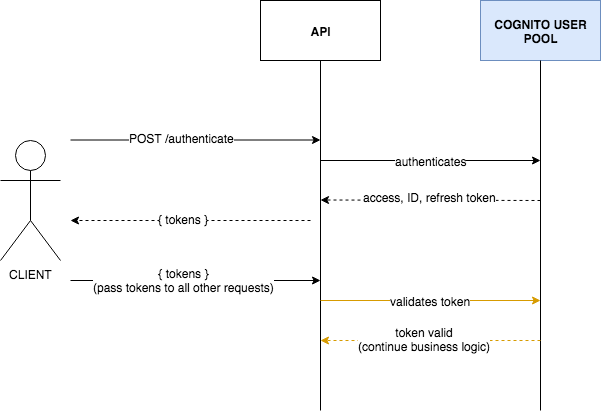 API
COGNITO USER
POOL
POST /authenticate
authenticates
access, ID, refresh token
{ tokens }
CLIENT
{ tokens }
(pass tokens to all other requests)
validates token
token valid
(continue business logic)